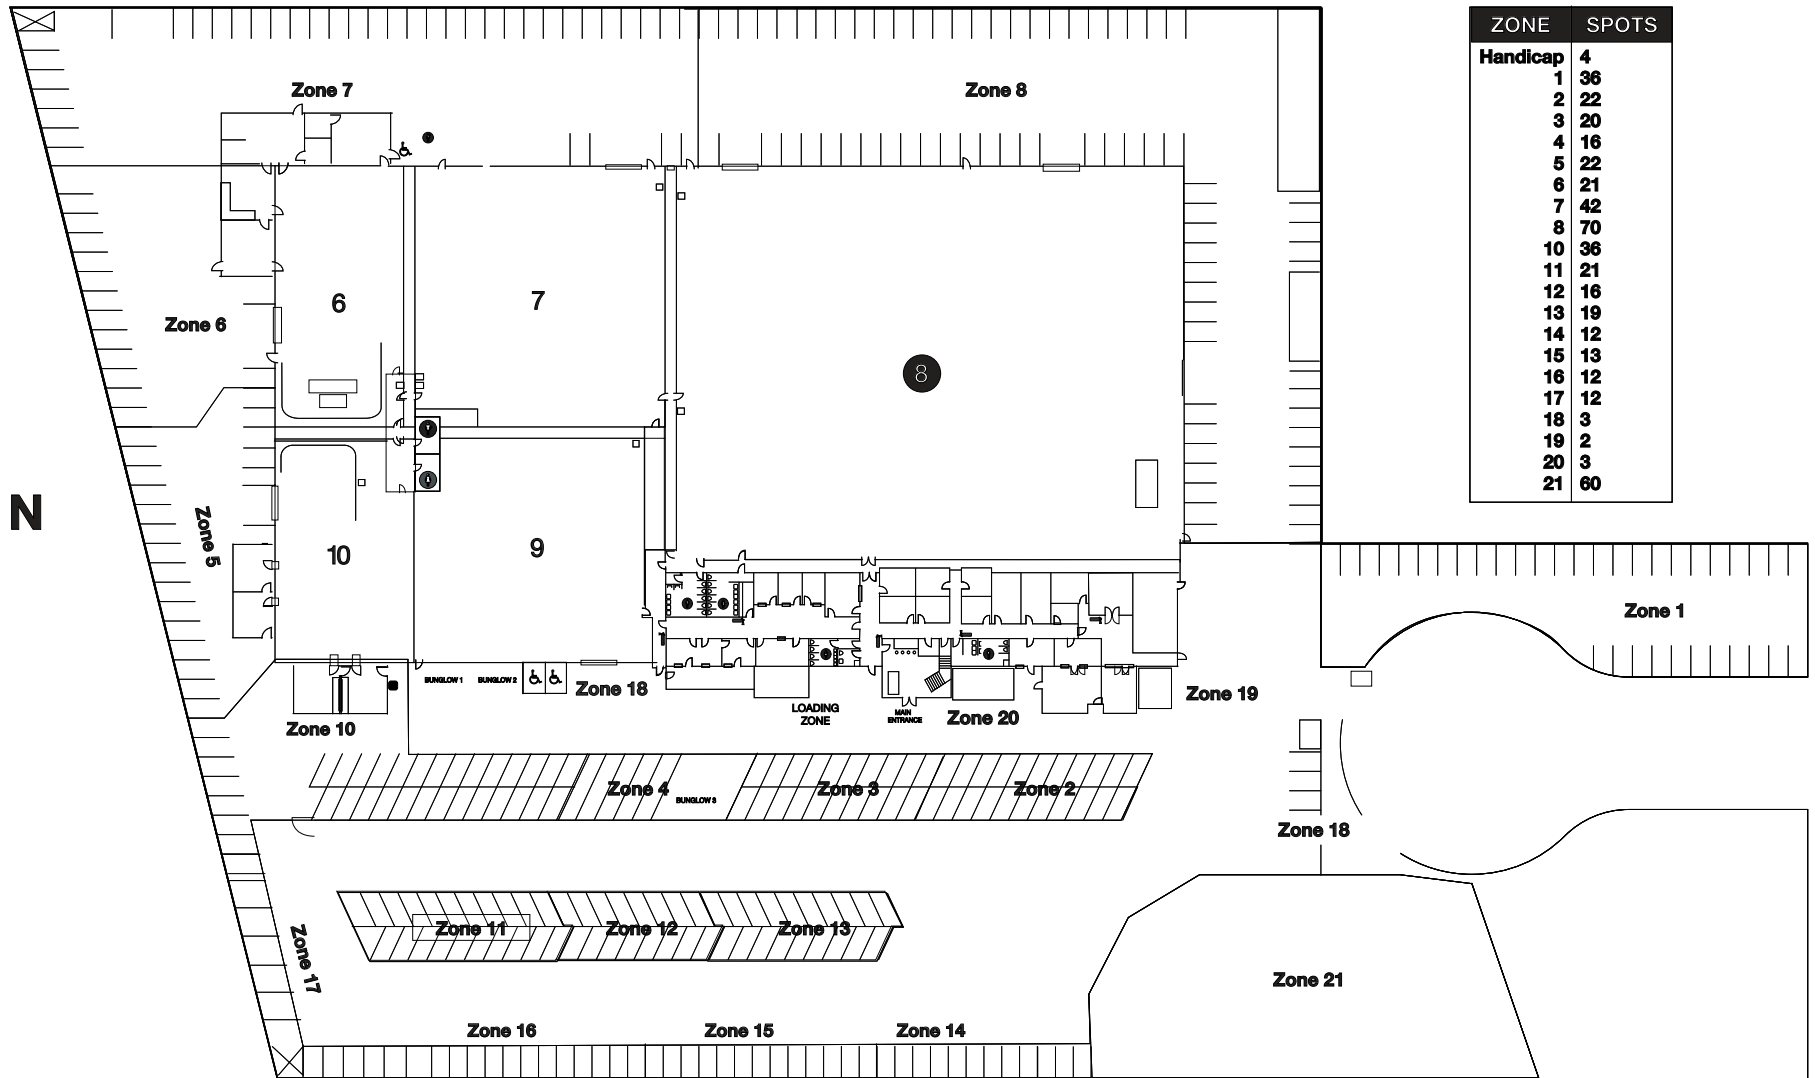 ZONE SPOTS
Handicap 4
1 36
2 22
3 20
4 16
5 22
6 21
7 42
8 70
10 36
11 21
12 16
13 19
14 12
15 13
16 12
17 12
18 3
19 2
20 3
21 60
Zone 7
Zone 8
6
7
Zone 6
8
N
Zone 5
10
9
Zone 1
BUNGLOW 1
BUNGLOW 2
Zone 18
Zone 19
LOADING
ZONE
MAIN
ENTRANCE
Zone 20
Zone 10
Zone 4
BUNGLOW 3
Zone 3
Zone 2
Zone 18
Zone 11
Zone 12
Zone 13
Zone 17
Zone 21
Zone 16
Zone 15
Zone 14